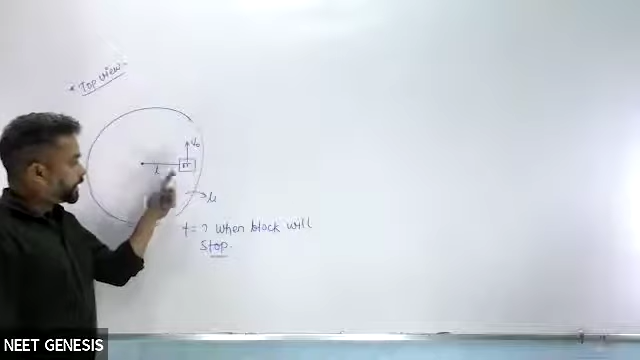 * Top view:
V₀
l
μ
t = ? when block will
stop.
NEET GENESIS